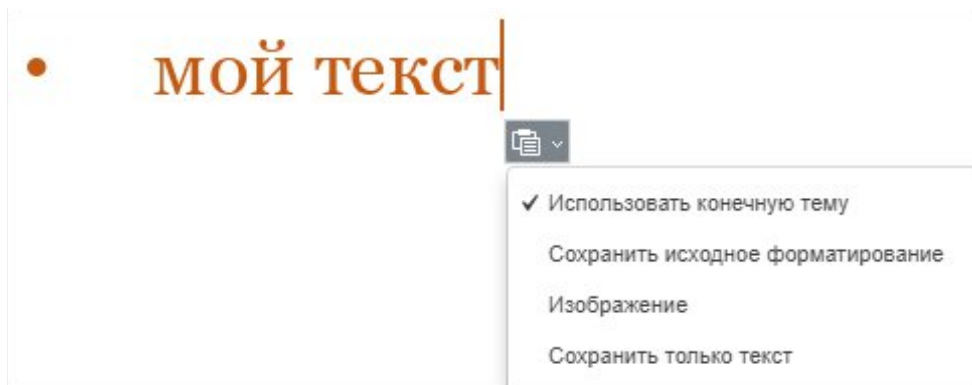 • мой текст
✓ Использовать конечную тему
Сохранить исходное форматирование
Изображение
Сохранить только текст